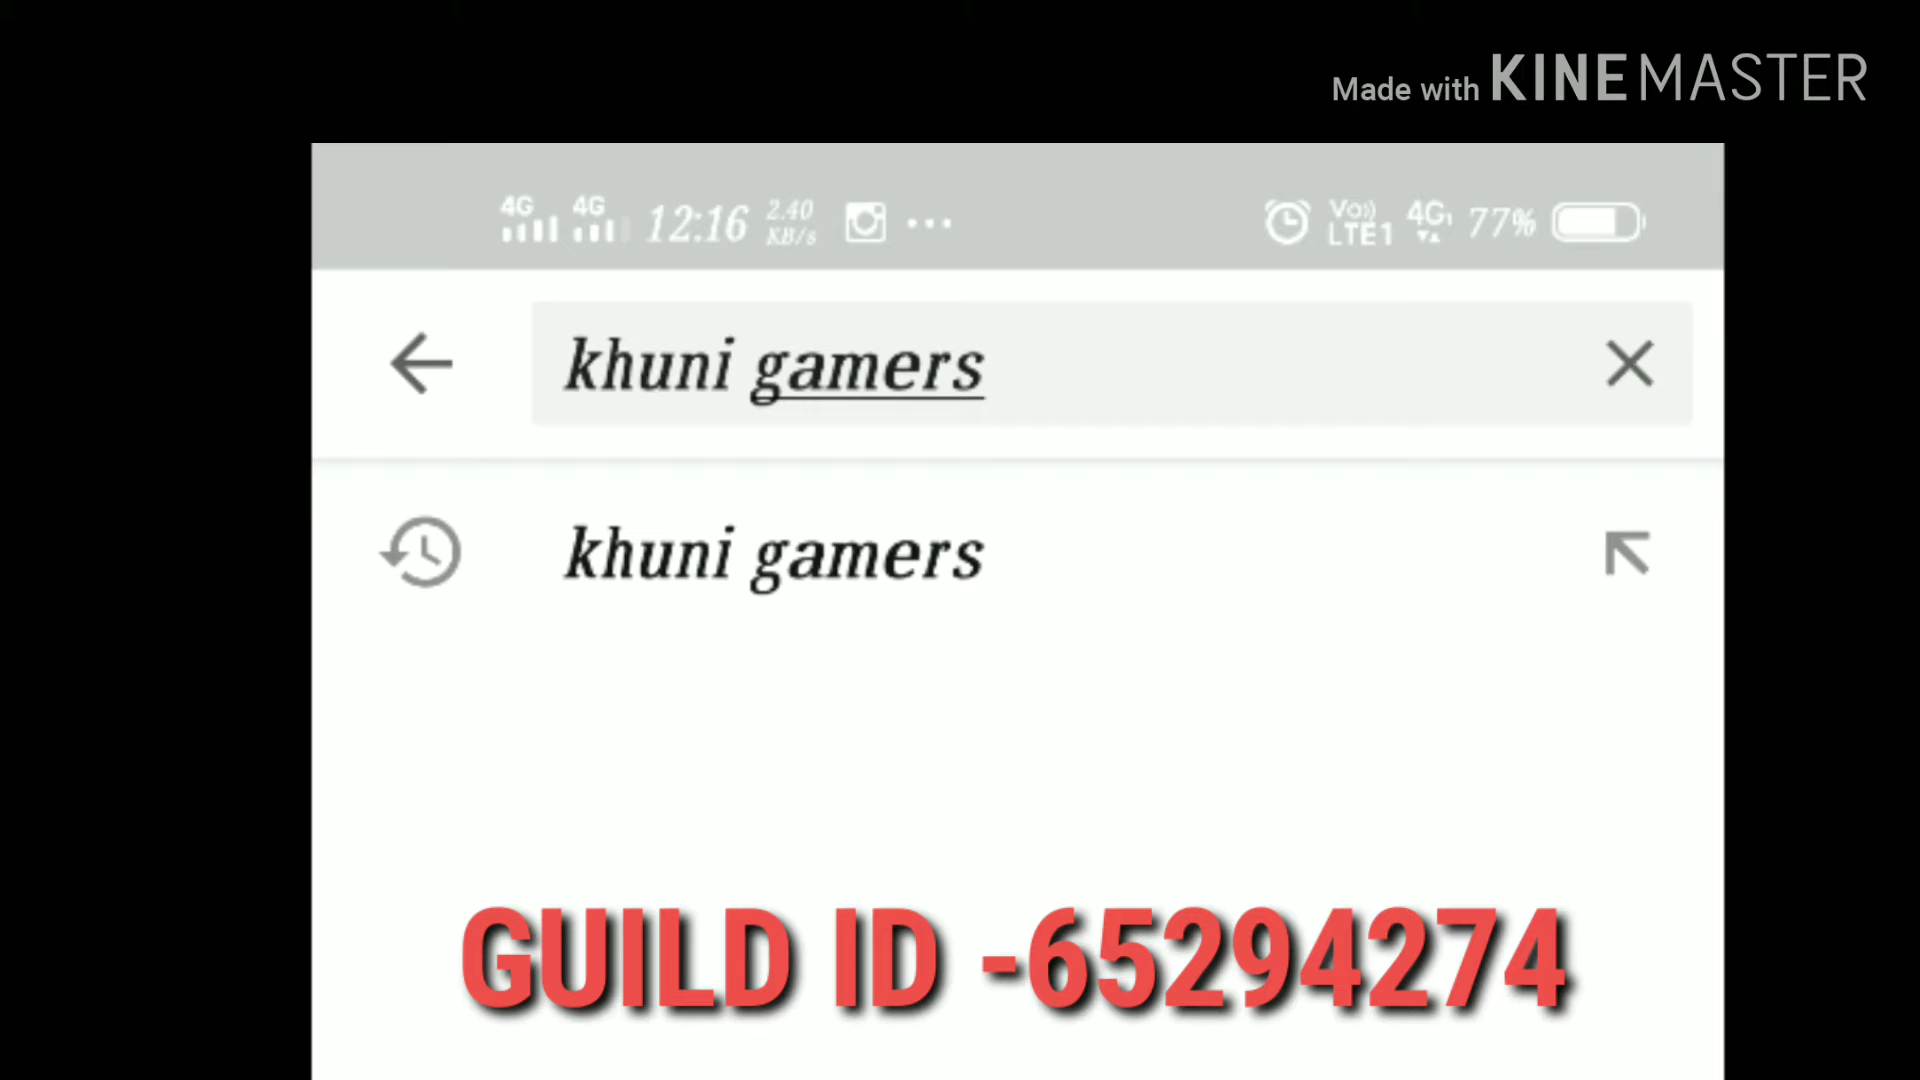 Made with KINEMASTER
4G 4G 12:16 2.40 KB/s ... Vo)) LTE1 4G1 77%
khuni gamers
khuni gamers
GUILD ID -65294274